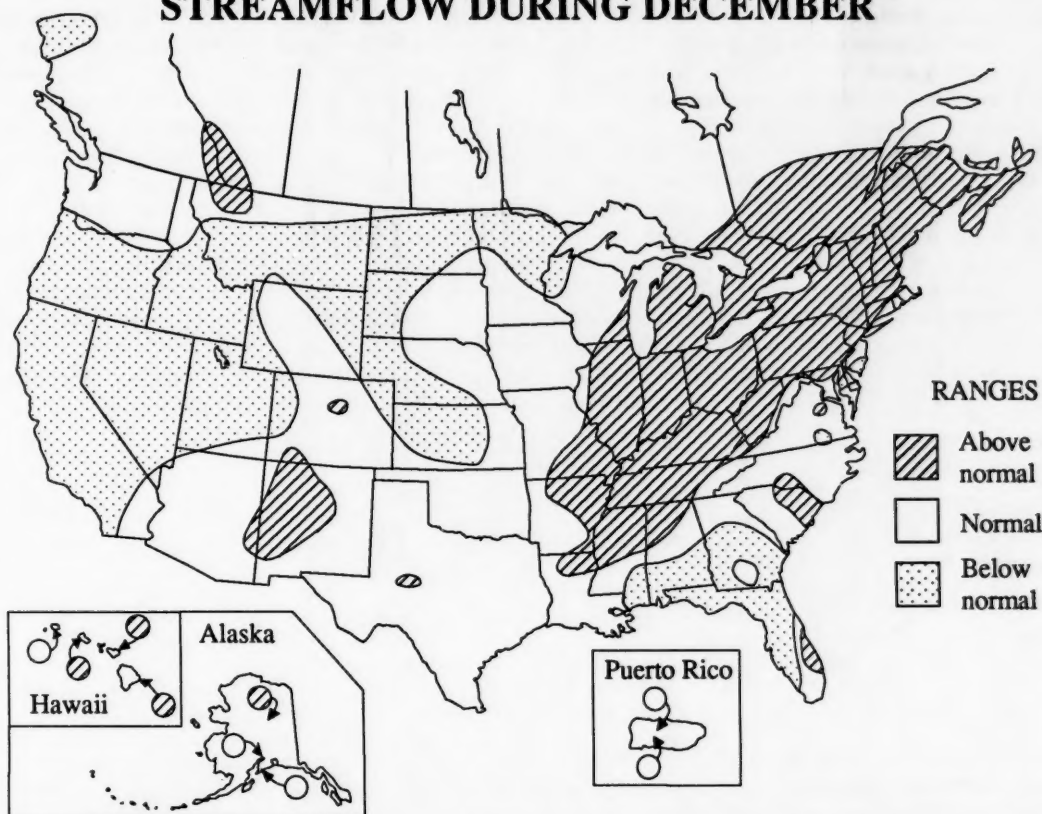 STREAMFLOW DURING DECEMBER
RANGES
Above
normal
Normal
Below
normal
Alaska
Hawaii
Puerto Rico